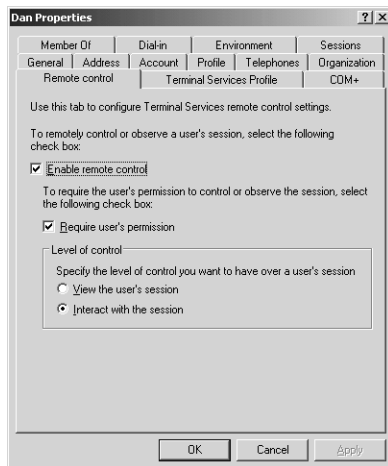 Dan Properties
Member Of Dial-in Environment Sessions
General Address Account Profile Telephones Organization
Remote control Terminal Services Profile COM+
Use this tab to configure Terminal Services remote control settings.
To remotely control or observe a user's session, select the following
check box:
Enable remote control
To require the user's permission to control or observe the session, select
the following check box:
Require user's permission
Level of control
Specify the level of control you want to have over a user's session
View the user's session
Interact with the session
OK Cancel Apply